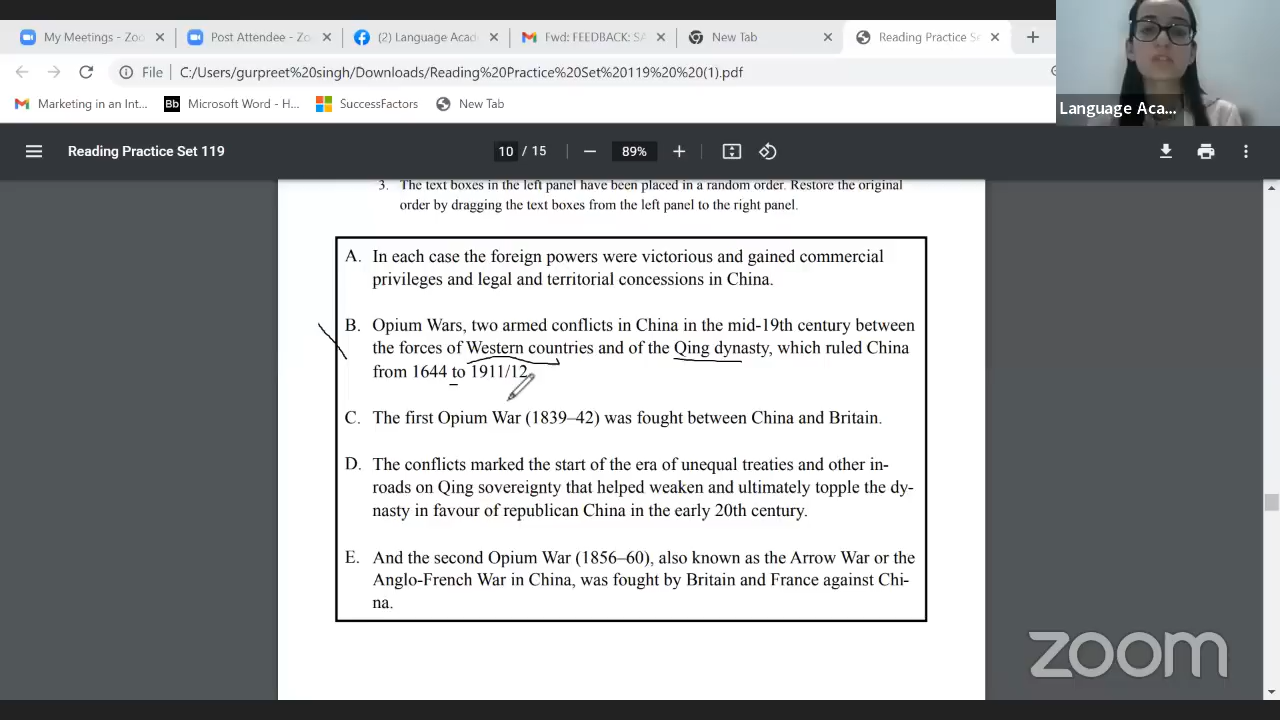 My Meetings - Zoo
Post Attendee - Zo
(2) Language Acad
Fwd: FEEDBACK: SA
New Tab
Reading Practice Se
File
C:/Users/gurpreet%20singh/Downloads/Reading%20Practice%20Set%20119%20%20(1).pdf
Marketing in an Int...
Bb Microsoft Word - H...
SuccessFactors
New Tab
Language Aca...
Reading Practice Set 119
10 / 15
89%
3. The text boxes in the left panel have been placed in a random order. Restore the original
order by dragging the text boxes from the left panel to the right panel.
A. In each case the foreign powers were victorious and gained commercial
privileges and legal and territorial concessions in China.
B. Opium Wars, two armed conflicts in China in the mid-19th century between
the forces of Western countries and of the Qing dynasty, which ruled China
from 1644 to 1911/12.
C. The first Opium War (1839–42) was fought between China and Britain.
D. The conflicts marked the start of the era of unequal treaties and other in-
roads on Qing sovereignty that helped weaken and ultimately topple the dy-
nasty in favour of republican China in the early 20th century.
E. And the second Opium War (1856–60), also known as the Arrow War or the
Anglo-French War in China, was fought by Britain and France against Chi-
na.
zoom